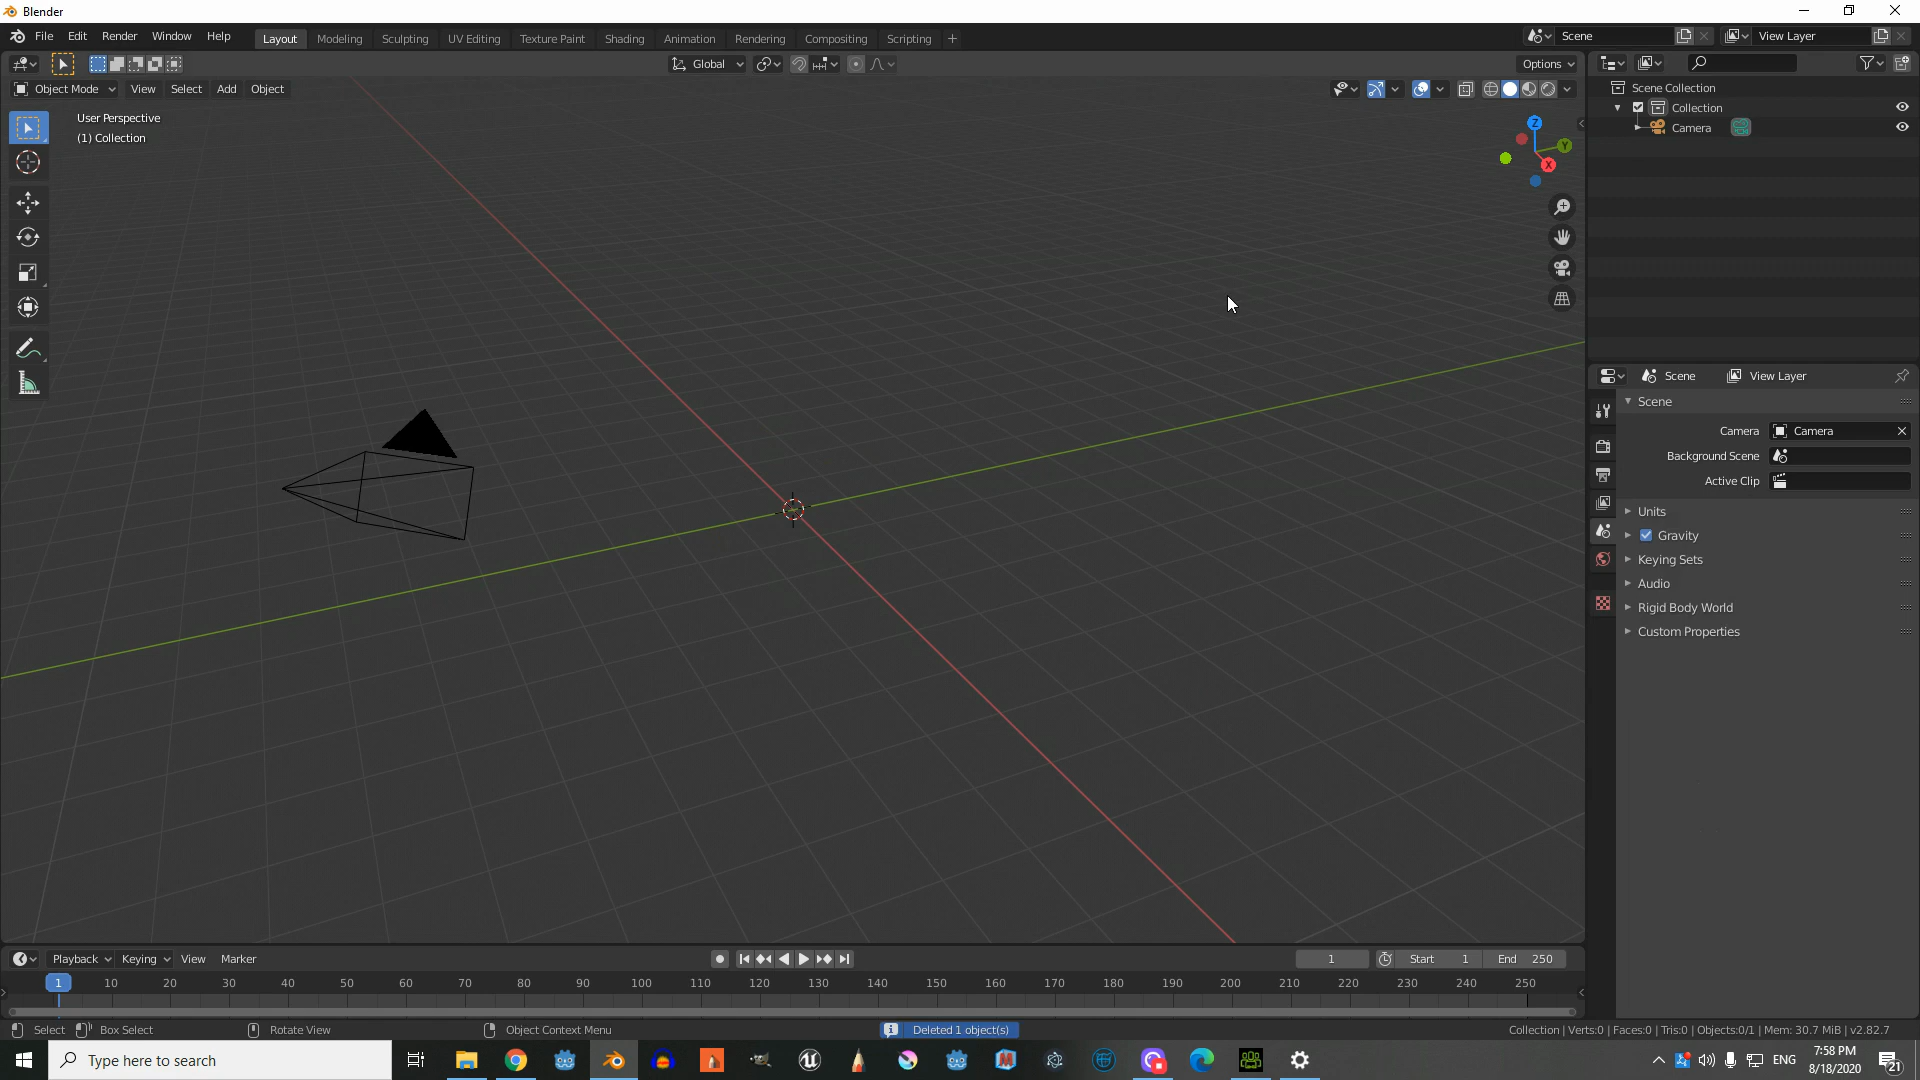 Blender
File Edit Render Window Help Layout Modeling Sculpting UV Editing Texture Paint Shading Animation Rendering Compositing Scripting + Scene View Layer
Global Options
Object Mode View Select Add Object
User Perspective
(1) Collection
Z
Y
X
Scene Collection
Collection
Camera
Scene View Layer
Scene
Camera Camera
Background Scene
Active Clip
Units
Gravity
Keying Sets
Audio
Rigid Body World
Custom Properties
Playback Keying View Marker 1 Start 1 End 250
1 10 20 30 40 50 60 70 80 90 100 110 120 130 140 150 160 170 180 190 200 210 220 230 240 250
Select Box Select Rotate View Object Context Menu Deleted 1 object(s) Collection | Verts:0 | Faces:0 | Tris:0 | Objects:0/1 | Mem: 30.7 MiB | v2.82.7
Type here to search ENG 7:58 PM
8/18/2020 21